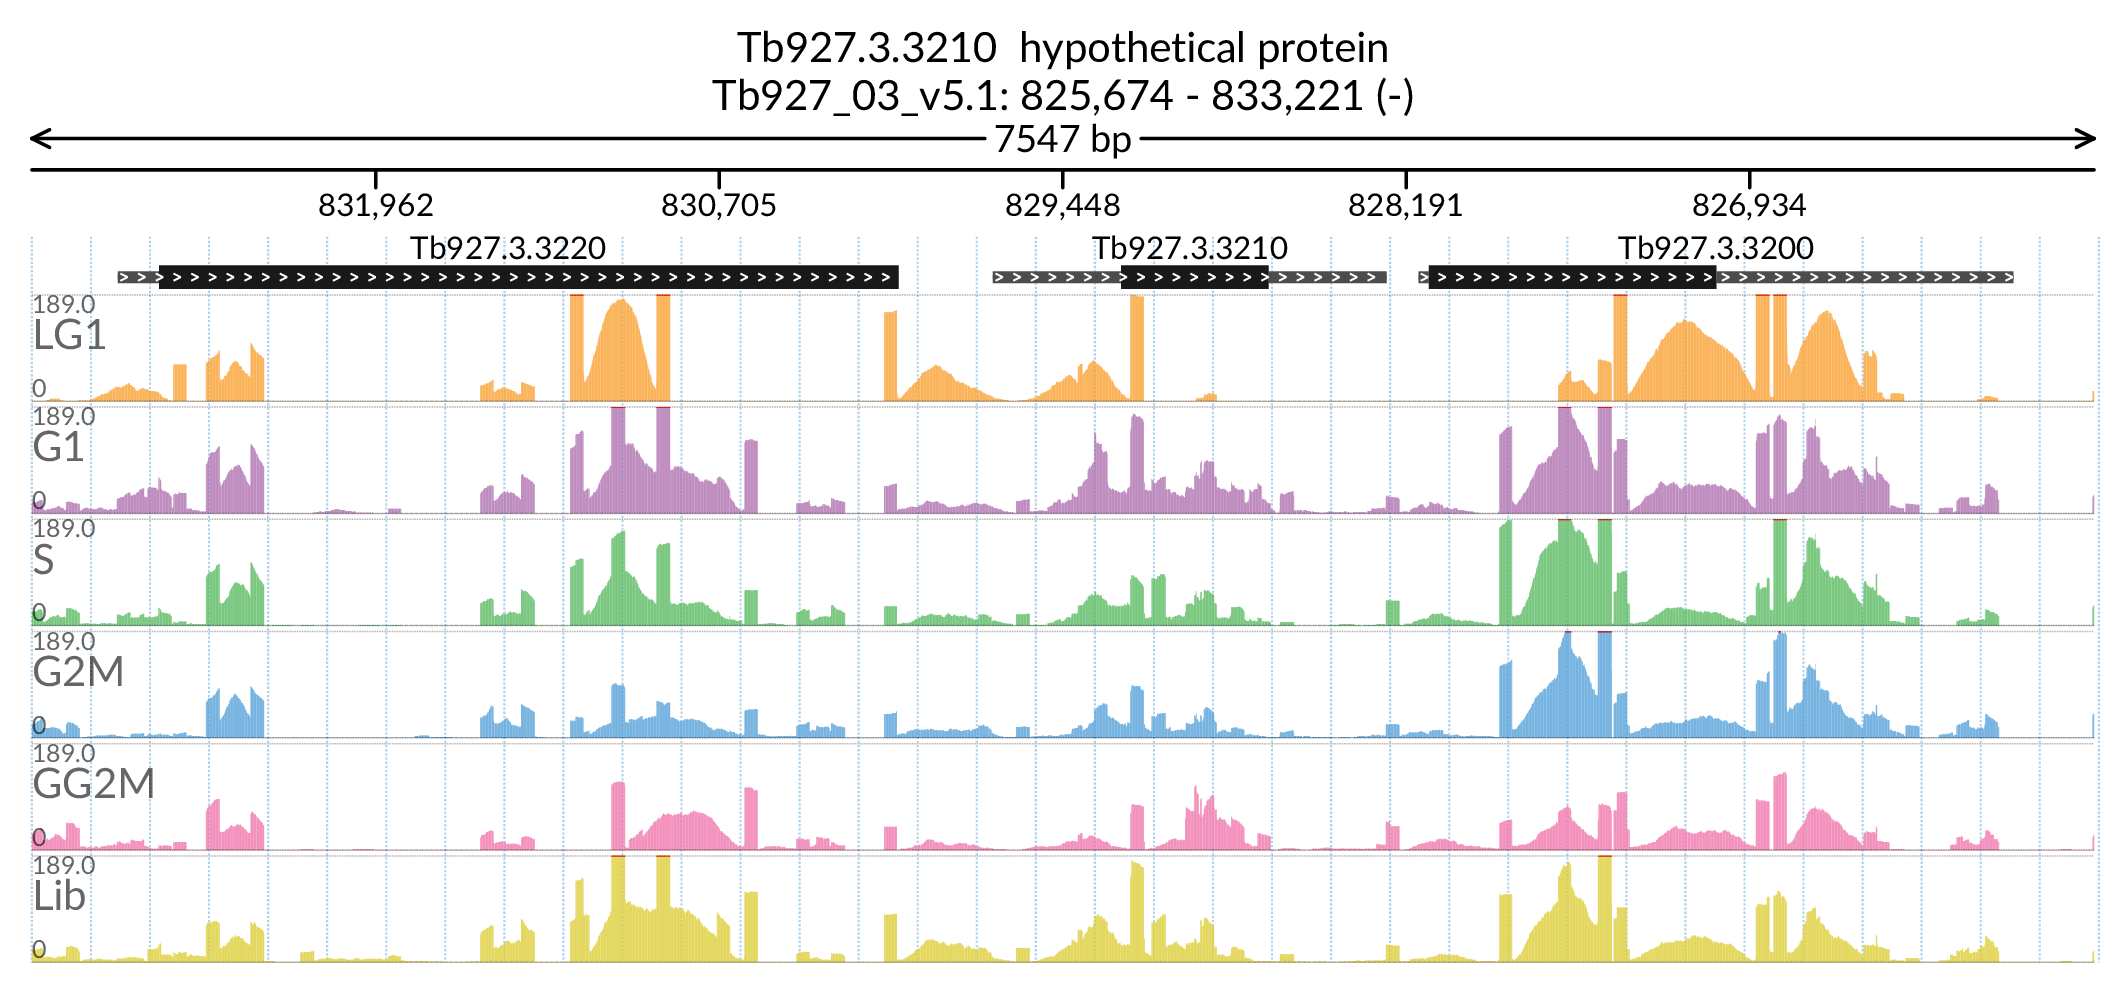 Tb927.3.3210  hypothetical protein
Tb927_03_v5.1: 825,674 - 833,221 (-)
7547 bp
831,962 830,705 829,448 828,191 826,934
Tb927.3.3220 Tb927.3.3210 Tb927.3.3200
189.0
LG1
0
189.0
G1
0
189.0
S
0
189.0
G2M
0
189.0
GG2M
0
189.0
Lib
0